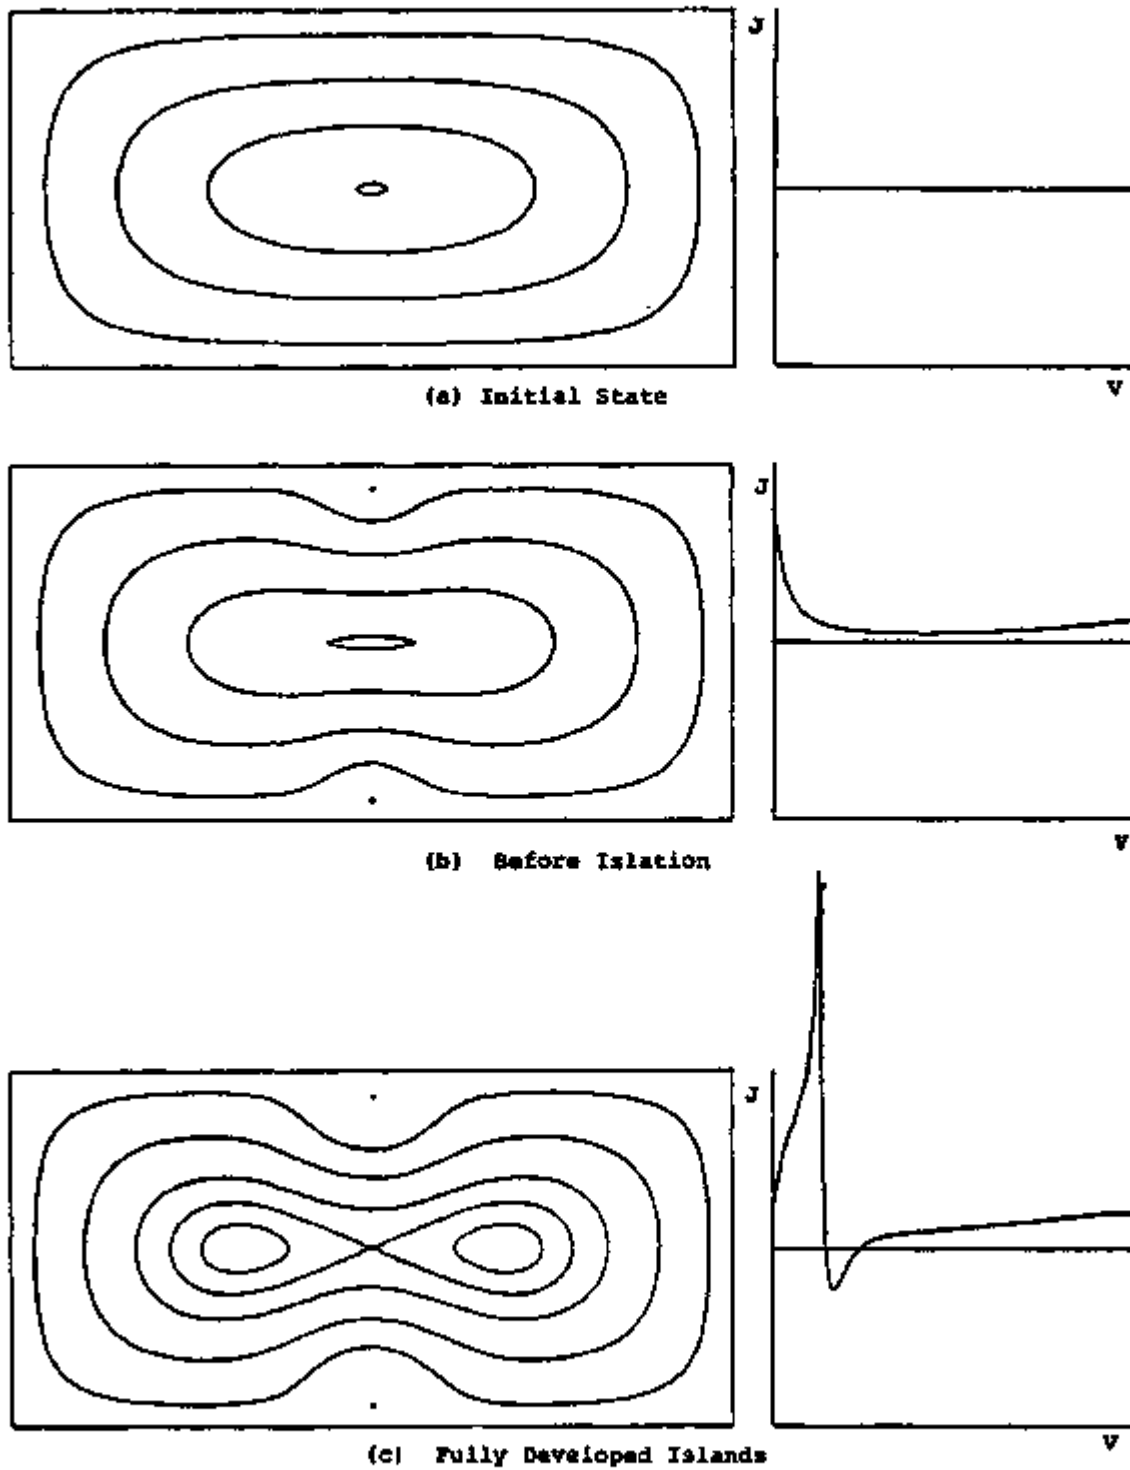 J
V
(a) Initial State
J
V
(b) Before Islation
J
V
(c) Fully Developed Islands